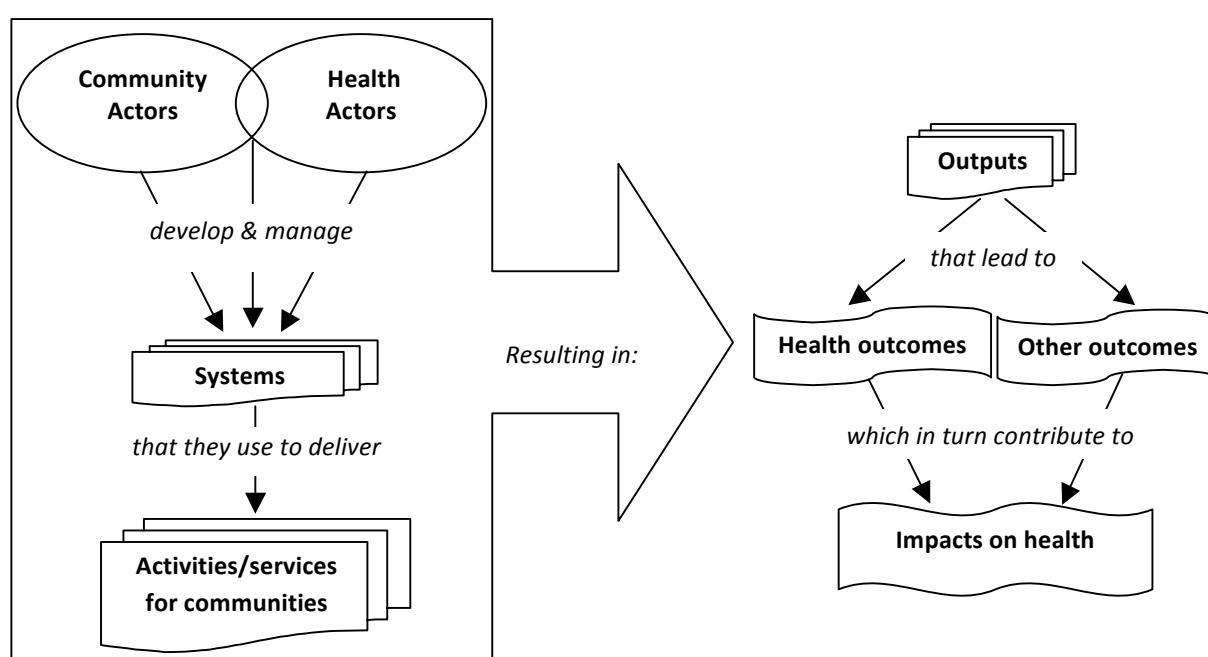 Community
Actors
Health
Actors
develop & manage
Systems
that they use to deliver
Activities/services
for communities
Resulting in:
Outputs
that lead to
Health outcomes
Other outcomes
which in turn contribute to
Impacts on health